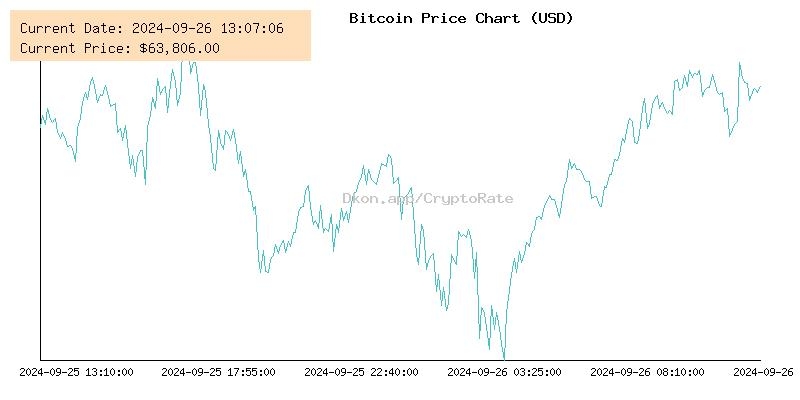 Bitcoin Price Chart (USD)
Current Date: 2024-09-26 13:07:06
Current Price: $63,806.00
Dkon.app/CryptoRate
2024-09-25 13:10:00 2024-09-25 17:55:00 2024-09-25 22:40:00 2024-09-26 03:25:00 2024-09-26 08:10:00 2024-09-26